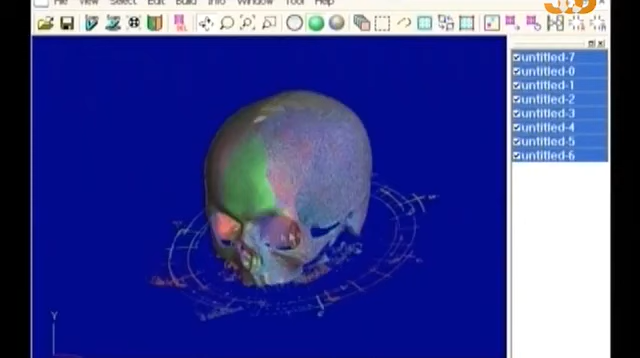 File View Select Edit Build Info Window Tool Help
untitled-7
untitled-0
untitled-1
untitled-2
untitled-3
untitled-4
untitled-5
untitled-6
Y